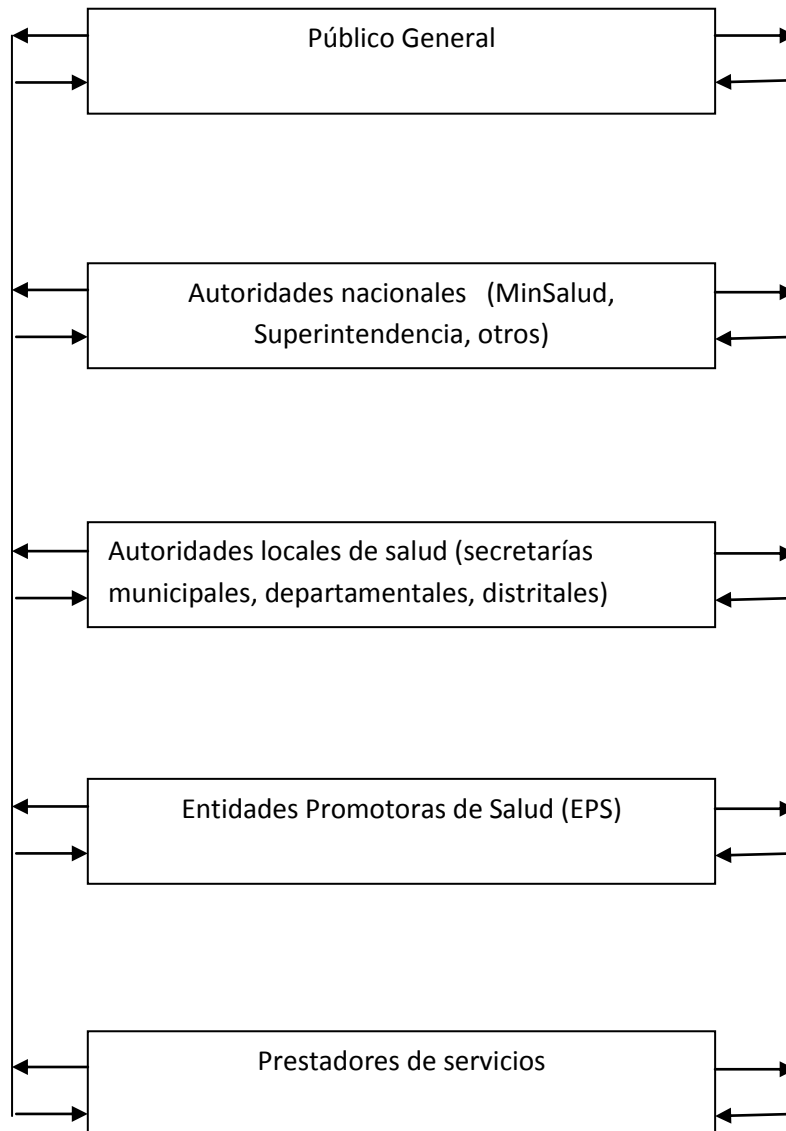 Público General
Autoridades nacionales (MinSalud,
Superintendencia, otros)
Autoridades locales de salud (secretarías
municipales, departamentales, distritales)
Entidades Promotoras de Salud (EPS)
Prestadores de servicios